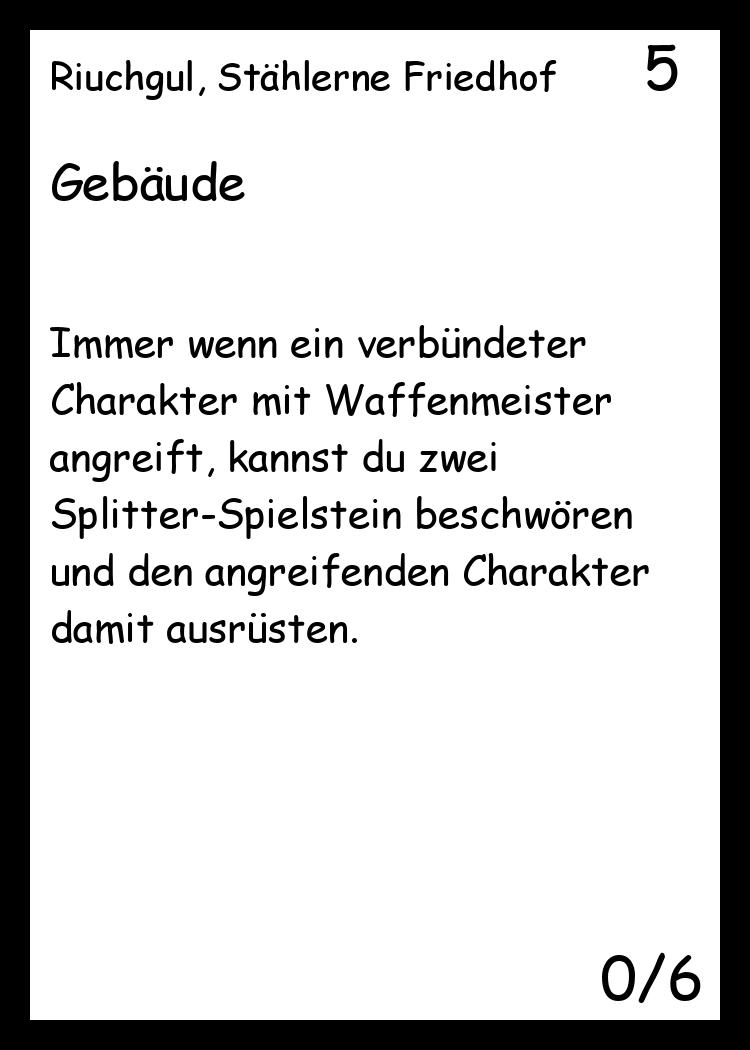 Riuchgul, Stählerne Friedhof 5
Gebäude
Immer wenn ein verbündeter
Charakter mit Waffenmeister
angreift, kannst du zwei
Splitter-Spielstein beschwören
und den angreifenden Charakter
damit ausrüsten.
0/6